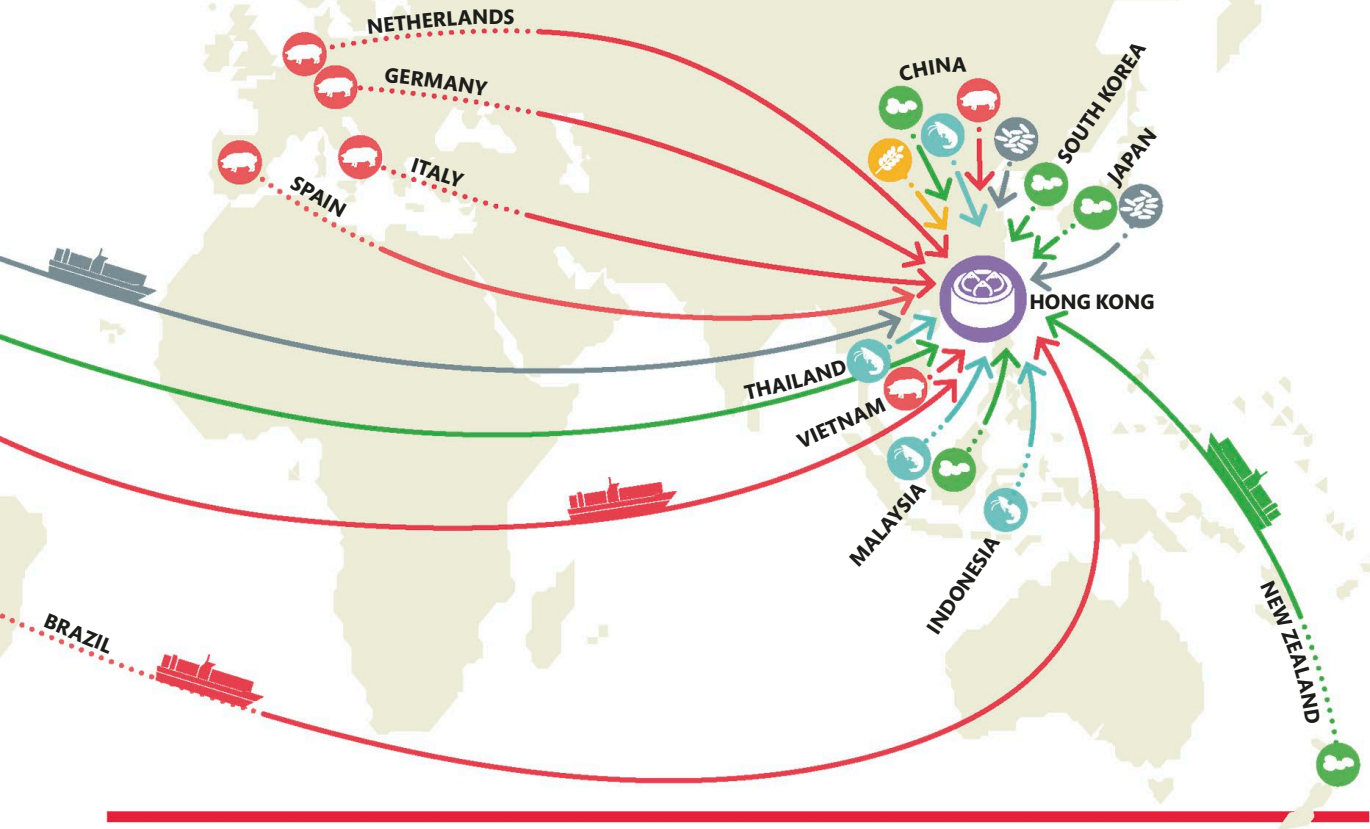 NETHERLANDS
GERMANY
ITALY
SPAIN
CHINA
SOUTH KOREA
JAPAN
HONG KONG
THAILAND
VIETNAM
MALAYSIA
INDONESIA
BRAZIL
NEW ZEALAND